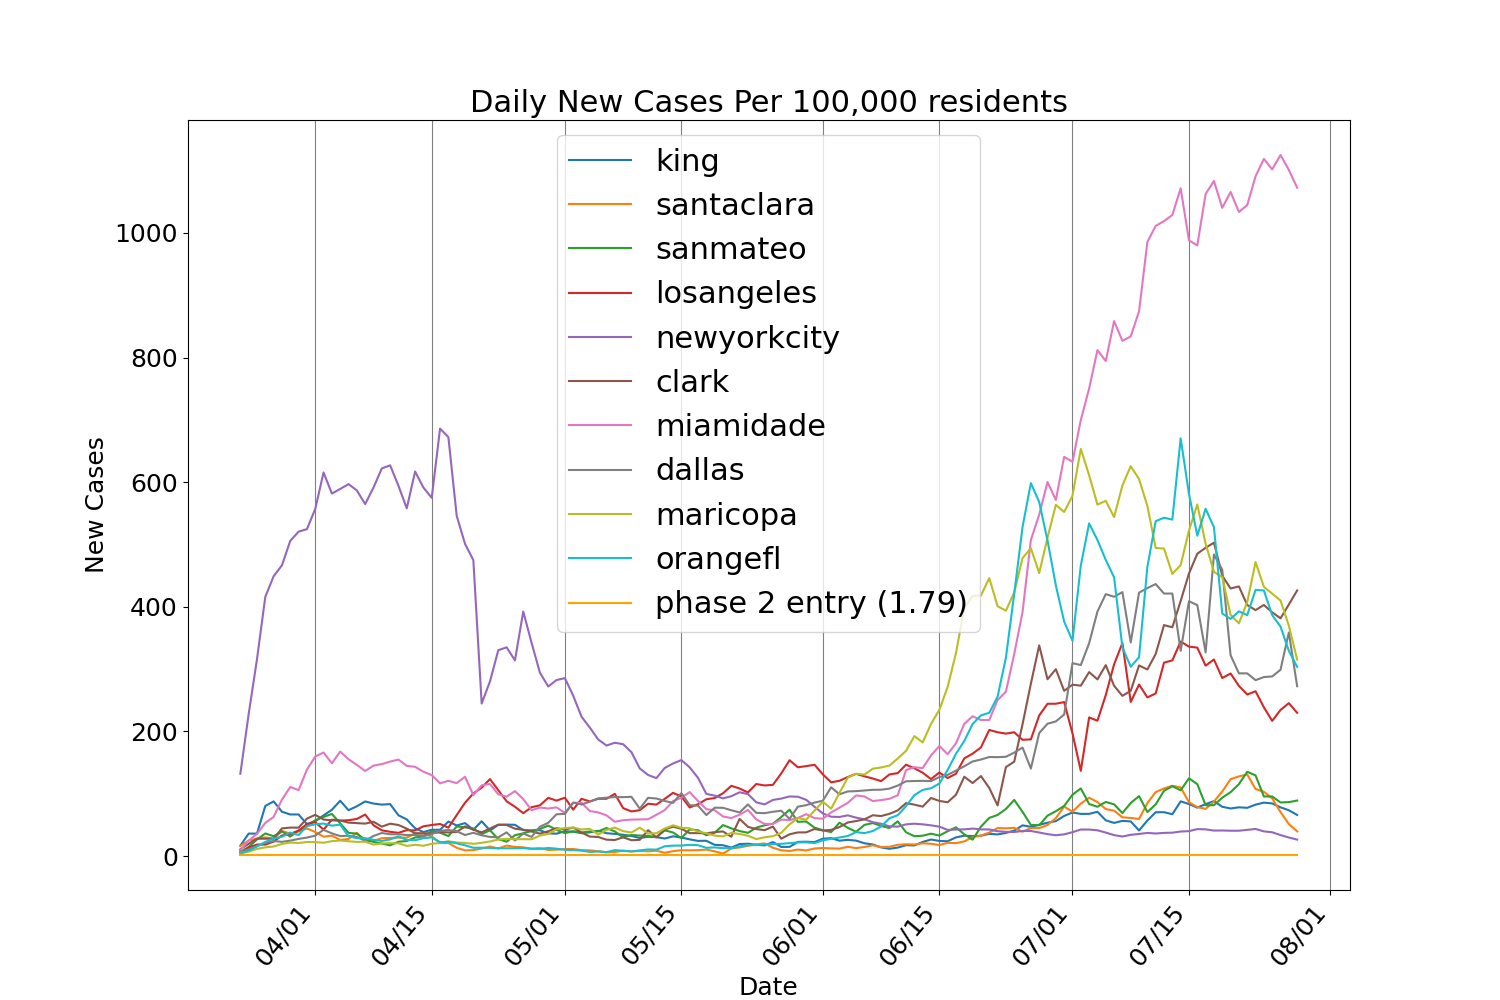 Daily New Cases Per 100,000 residents
king
santaclara
sanmateo
losangeles
newyorkcity
clark
miamidade
dallas
maricopa
orangefl
phase 2 entry (1.79)
New Cases
1000
800
600
400
200
0
04/01
04/15
05/01
05/15
06/01
06/15
07/01
07/15
08/01
Date